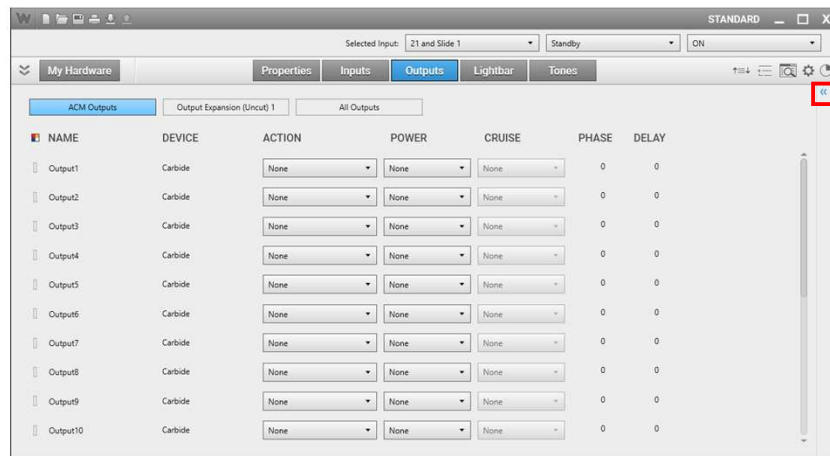 W STANDARD
Selected Input: 21 and Slide 1 Standby ON
My Hardware Properties Inputs Outputs Lightbar Tones
ACM Outputs Output Expansion (Uncut) 1 All Outputs
NAME DEVICE ACTION POWER CRUISE PHASE DELAY
Output1 Carbide None None None 0 0
Output2 Carbide None None None 0 0
Output3 Carbide None None None 0 0
Output4 Carbide None None None 0 0
Output5 Carbide None None None 0 0
Output6 Carbide None None None 0 0
Output7 Carbide None None None 0 0
Output8 Carbide None None None 0 0
Output9 Carbide None None None 0 0
Output10 Carbide None None None 0 0